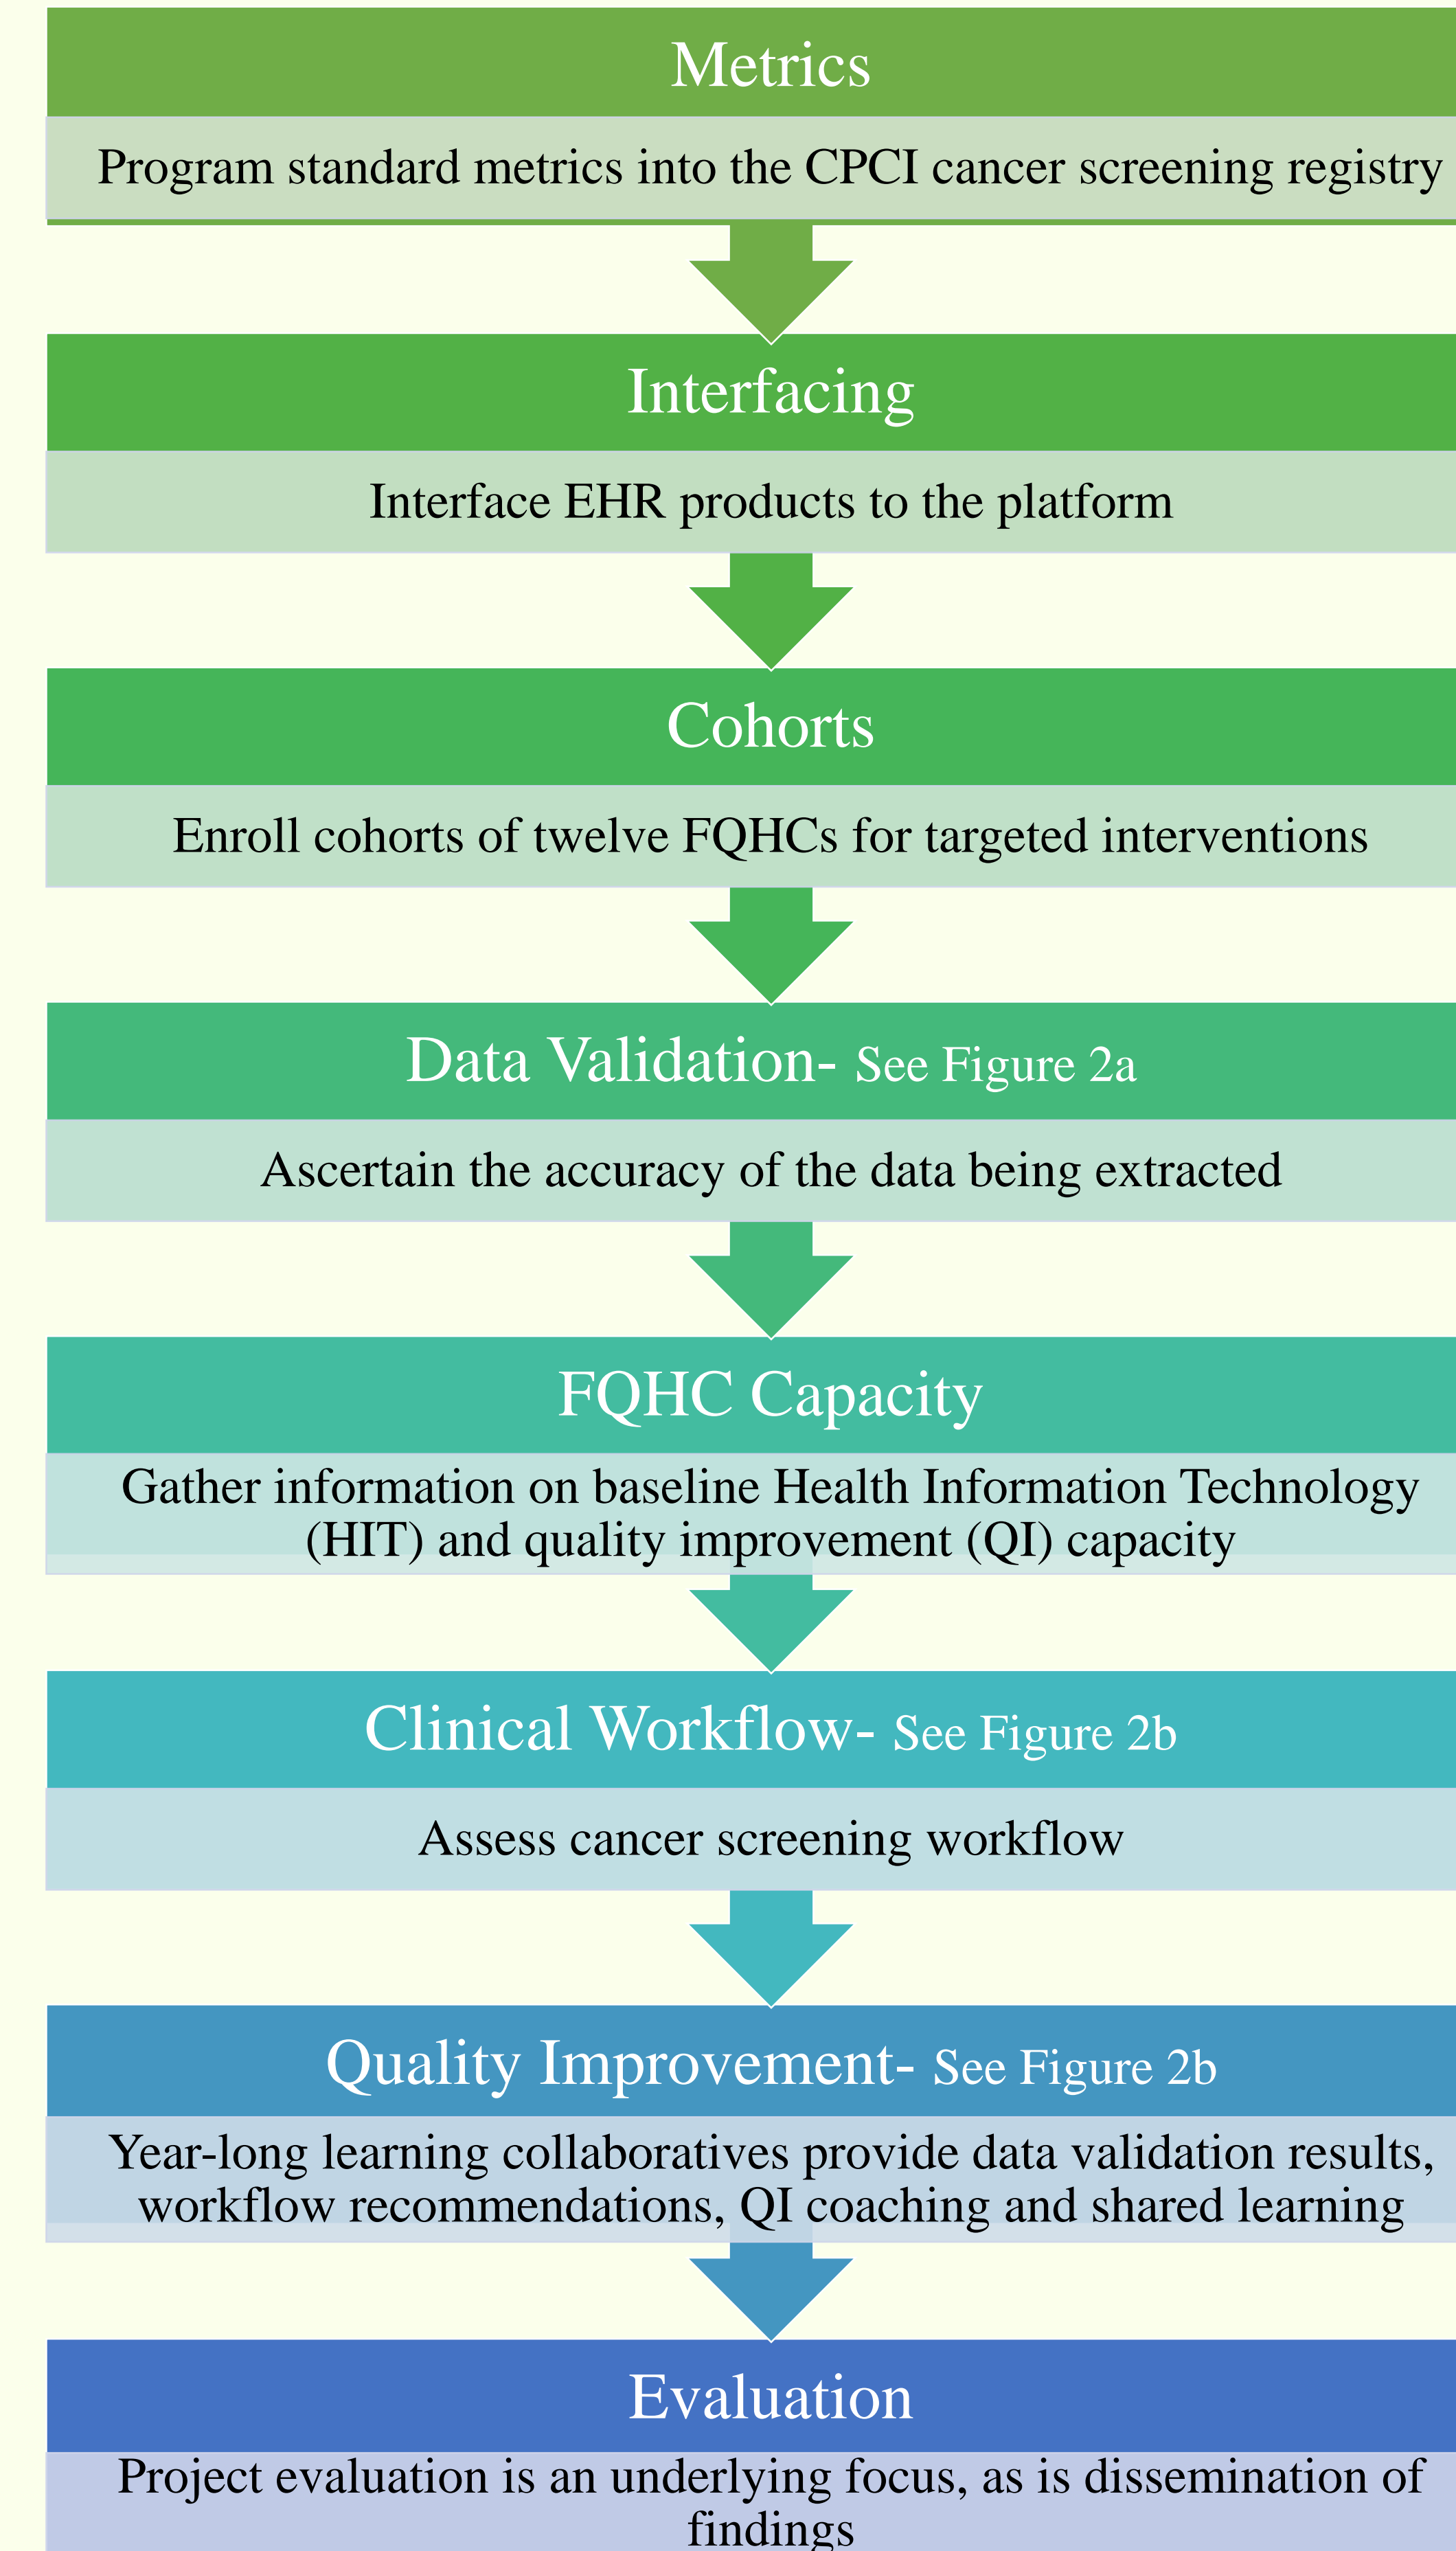 Metrics
Program standard metrics into the CPCI cancer screening registry
Interfacing
Interface EHR products to the platform
Cohorts
Enroll cohorts of twelve FQHCs for targeted interventions
Data Validation- See Figure 2a
Ascertain the accuracy of the data being extracted
FQHC Capacity
Gather information on baseline Health Information Technology
(HIT) and quality improvement (QI) capacity
Clinical Workflow- See Figure 2b
Assess cancer screening workflow
Quality Improvement- See Figure 2b
Year-long learning collaboratives provide data validation results,
workflow recommendations, QI coaching and shared learning
Evaluation
Project evaluation is an underlying focus, as is dissemination of
findings